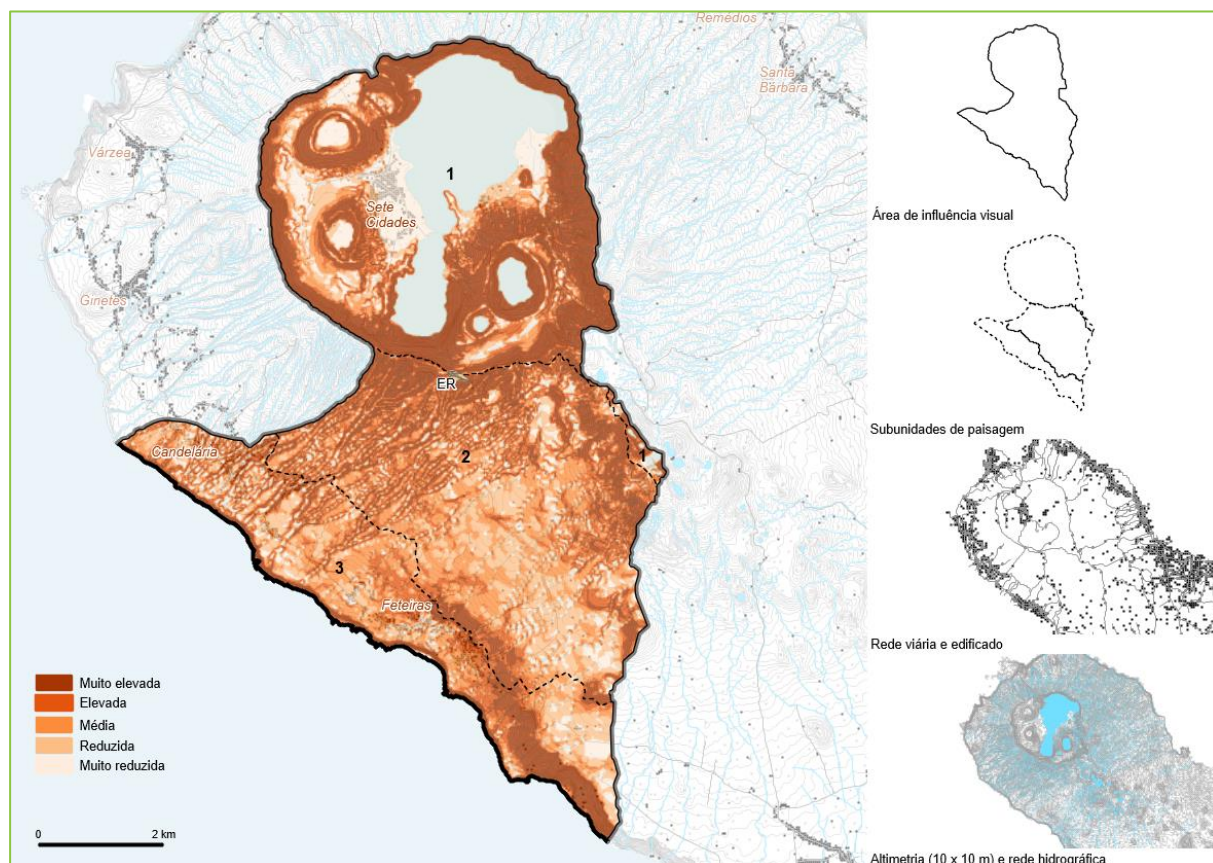 Remédios
Santa
Bárbara
Várzea
1
Sete
Cidades
Ginetes
ER
Candelária
2
1
3
Feteiras
Muito elevada
Elevada
Média
Reduzida
Muito reduzida
0 2 km
Área de influência visual
Subunidades de paisagem
Rede viária e edificado
Altimetria (10 x 10 m) e rede hidrográfica